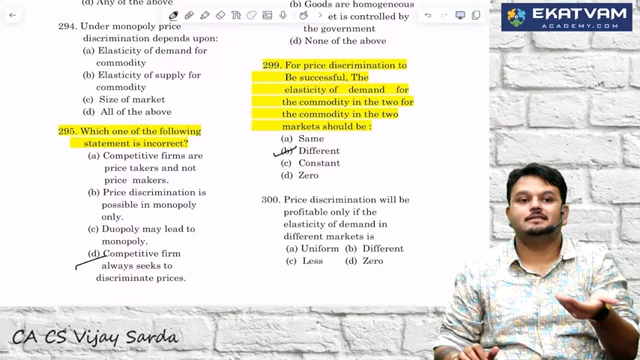 (d) Any of the above
294. Under monopoly price
discrimination depends upon:
(a) Elasticity of demand for
commodity
(b) Elasticity of supply for
commodity
(c) Size of market
(d) All of the above
295. Which one of the following
statement is incorrect?
(a) Competitive firms are
price takers and not
price makers.
(b) Price discrimination is
possible in monopoly
only.
(c) Duopoly may lead to
monopoly.
(d) Competitive firm
always seeks to
discriminate prices.
(b) Goods are homogeneous
et is controlled by
the government
(d) None of the above
299. For price discrimination to
Be successful, The
elasticity of demand for
the commodity in the two for
the commodity in the two
markets should be :
(a) Same
(b) Different
(c) Constant
(d) Zero
300. Price discrimination will be
profitable only if the
elasticity of demand in
different markets is
(a) Uniform (b) Different
(c) Less (d) Zero
EKATVAM
ACADEMY.COM
CA CS Vijay Sarda